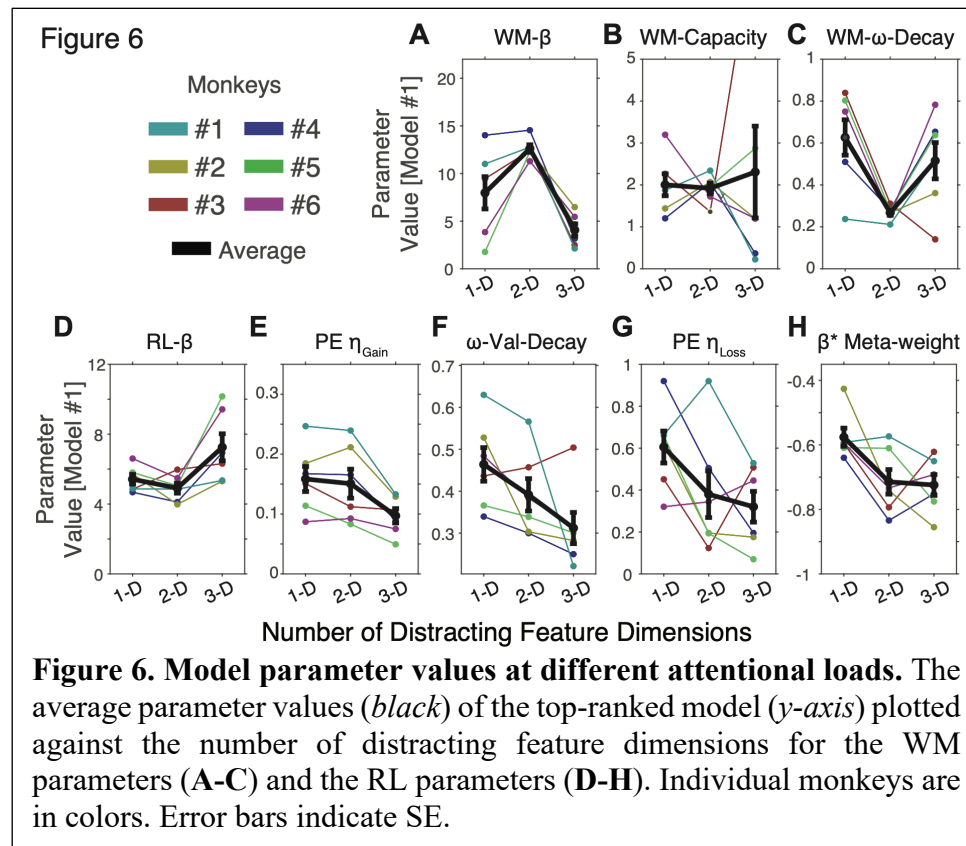 Figure 6
Monkeys
#1 #4
#2 #5
#3 #6
Average
A WM-β
B WM-Capacity
C WM-ω-Decay
Parameter
Value [Model #1]
20
15
10
5
0
5
4
3
2
1
0
1
0.8
0.6
0.4
0.2
0
1-D 2-D 3-D
1-D 2-D 3-D
1-D 2-D 3-D
D RL-β
E PE ηGain
F ω-Val-Decay
G PE ηLoss
H β* Meta-weight
Parameter
Value [Model #1]
12
8
4
0
0.3
0.2
0.1
0
0.7
0.6
0.5
0.4
0.3
1
0.8
0.6
0.4
0.2
0
-0.4
-0.6
-0.8
-1
1-D 2-D 3-D
1-D 2-D 3-D
1-D 2-D 3-D
1-D 2-D 3-D
1-D 2-D 3-D
Number of Distracting Feature Dimensions
Figure 6. Model parameter values at different attentional loads. The
average parameter values (black) of the top-ranked model (y-axis) plotted
against the number of distracting feature dimensions for the WM
parameters (A-C) and the RL parameters (D-H). Individual monkeys are
in colors. Error bars indicate SE.